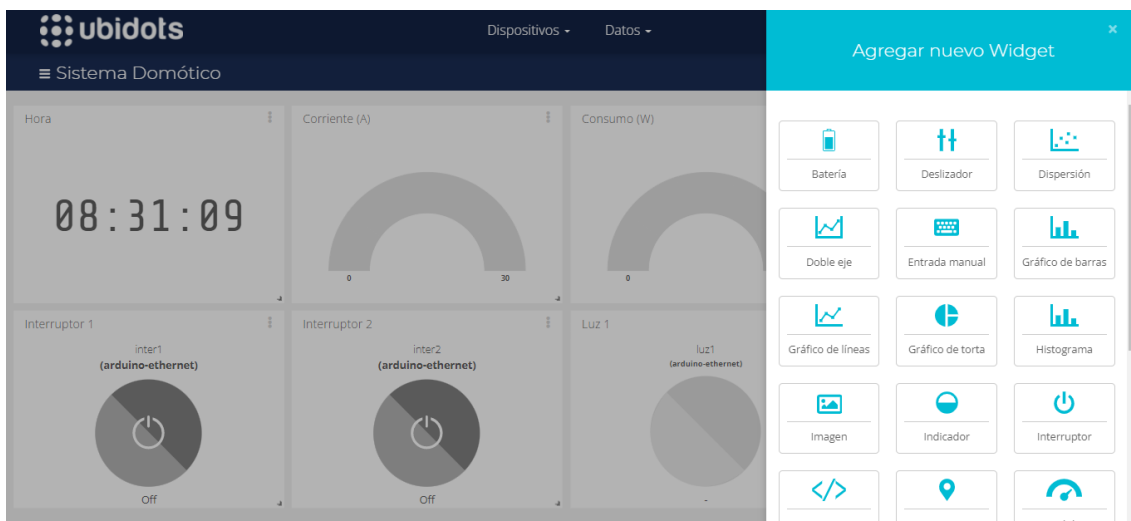 ubidots
Dispositivos
Datos
Sistema Domótico
Hora
Corriente (A)
Consumo (W)
08:31:09
0
30
0
Interruptor 1
Interruptor 2
Luz 1
inter1
(arduino-ethernet)
inter2
(arduino-ethernet)
luz1
(arduino-ethernet)
Off
Off
-
Agregar nuevo Widget
×
Batería
Deslizador
Dispersión
Doble eje
Entrada manual
Gráfico de barras
Gráfico de líneas
Gráfico de torta
Histograma
Imagen
Indicador
Interruptor